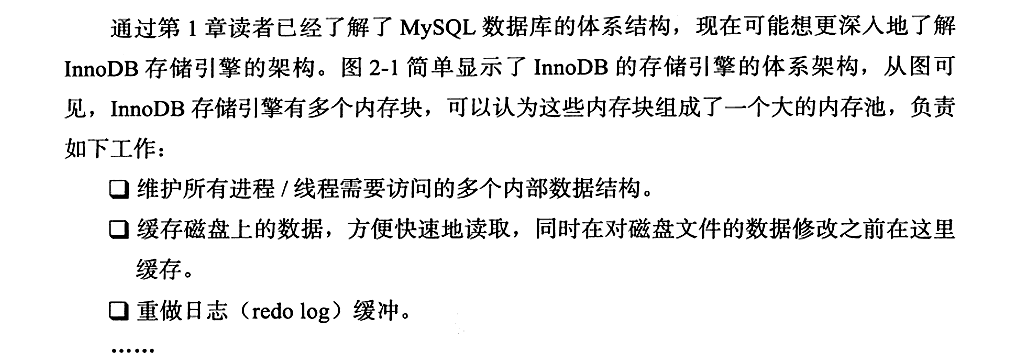 通过第 1 章读者已经了解了 MySQL 数据库的体系结构，现在可能想更深入地了解
InnoDB 存储引擎的架构。图 2-1 简单显示了 InnoDB 的存储引擎的体系架构，从图可
见，InnoDB 存储引擎有多个内存块，可以认为这些内存块组成了一个大的内存池，负责
如下工作：
❑ 维护所有进程 / 线程需要访问的多个内部数据结构。
❑ 缓存磁盘上的数据，方便快速地读取，同时在对磁盘文件的数据修改之前在这里
缓存。
❑ 重做日志（redo log）缓冲。
……